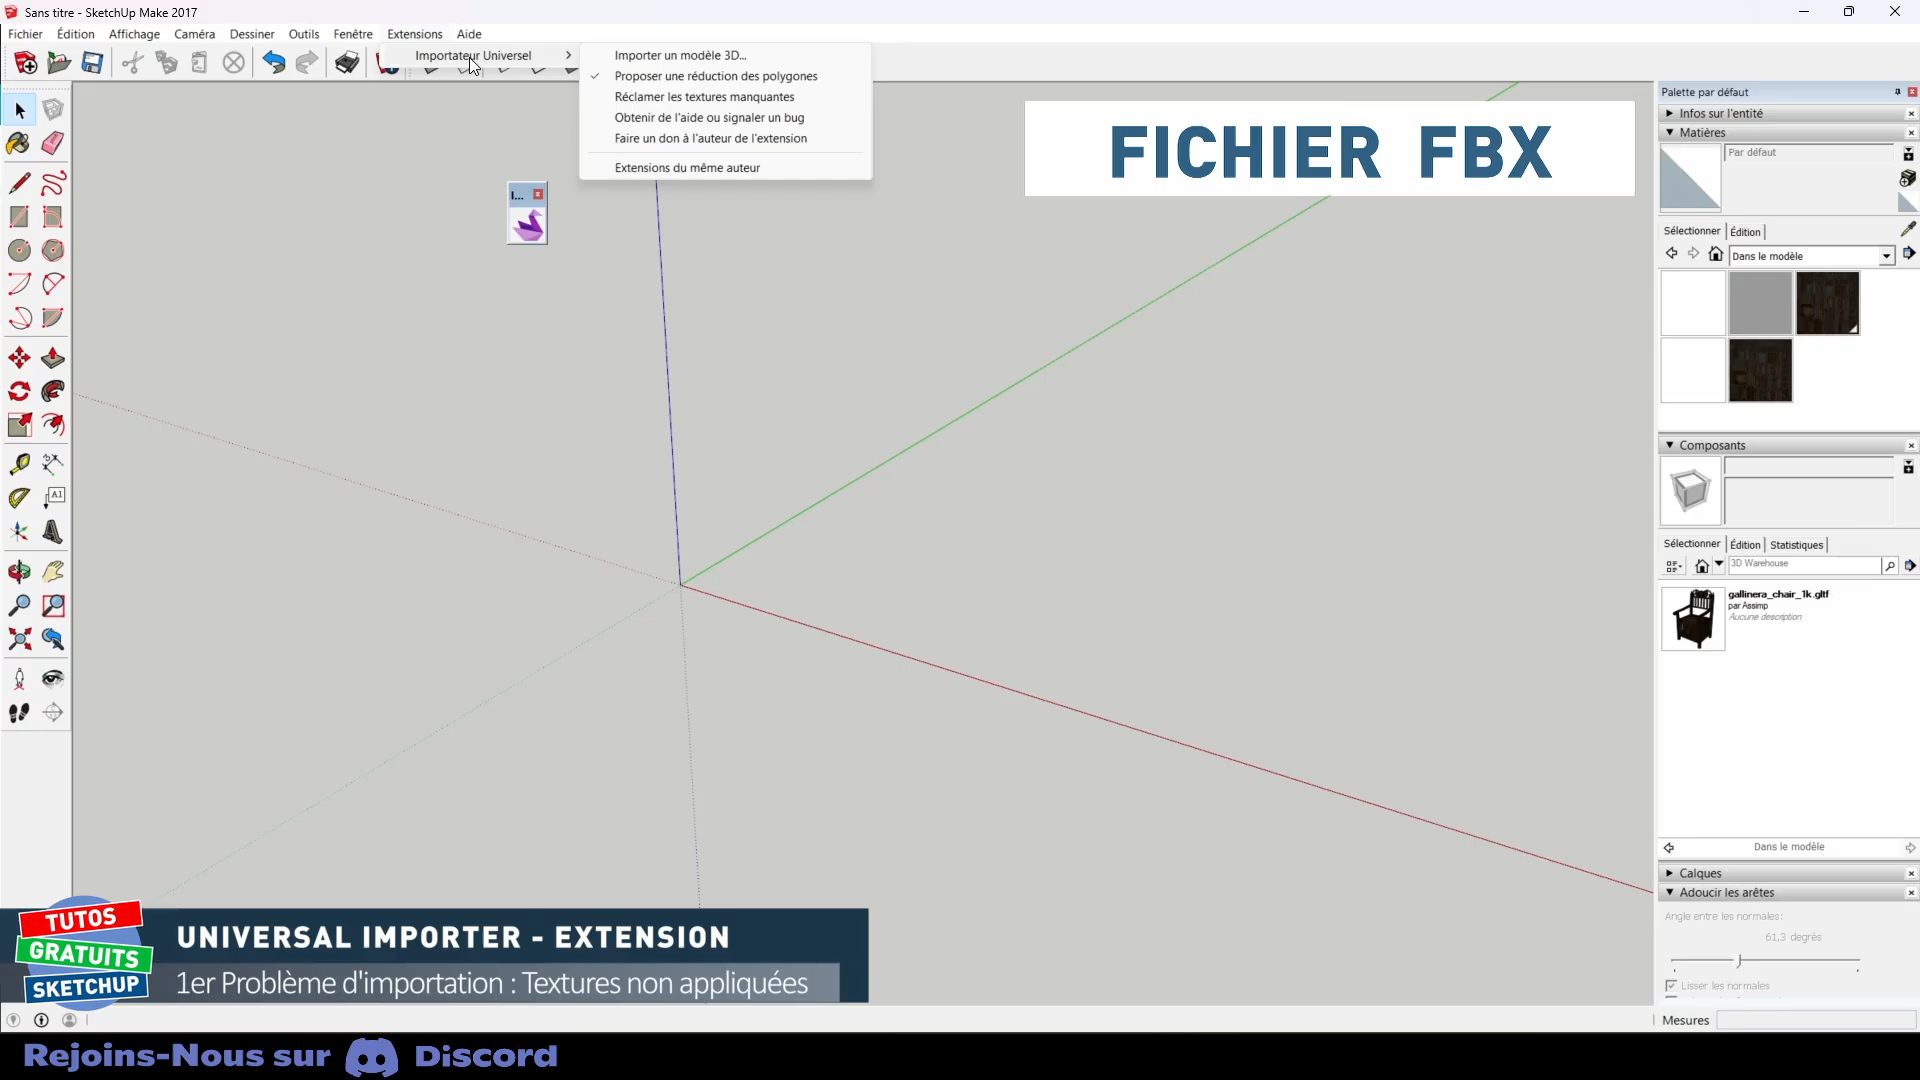 Sans titre - SketchUp Make 2017
Fichier Édition Affichage Caméra Dessiner Outils Fenêtre Extensions Aide
Importateur Universel
Importer un modèle 3D...
Proposer une réduction des polygones
Réclamer les textures manquantes
Obtenir de l'aide ou signaler un bug
Faire un don à l'auteur de l'extension
Extensions du même auteur
I...
FICHIER FBX
Palette par défaut
Infos sur l'entité
Matières
Par défaut
Sélectionner Édition
Dans le modèle
Composants
Sélectionner Édition Statistiques
3D Warehouse
gallinera_chair_1k.gltf
par Assimp
Aucune description
Dans le modèle
Calques
Adoucir les arêtes
Angle entre les normales:
61,3 degrés
Lisser les normales
Mesures
A1
TUTOS
GRATUITS
SKETCHUP
UNIVERSAL IMPORTER - EXTENSION
1er Problème d'importation : Textures non appliquées
Rejoins-Nous sur Discord